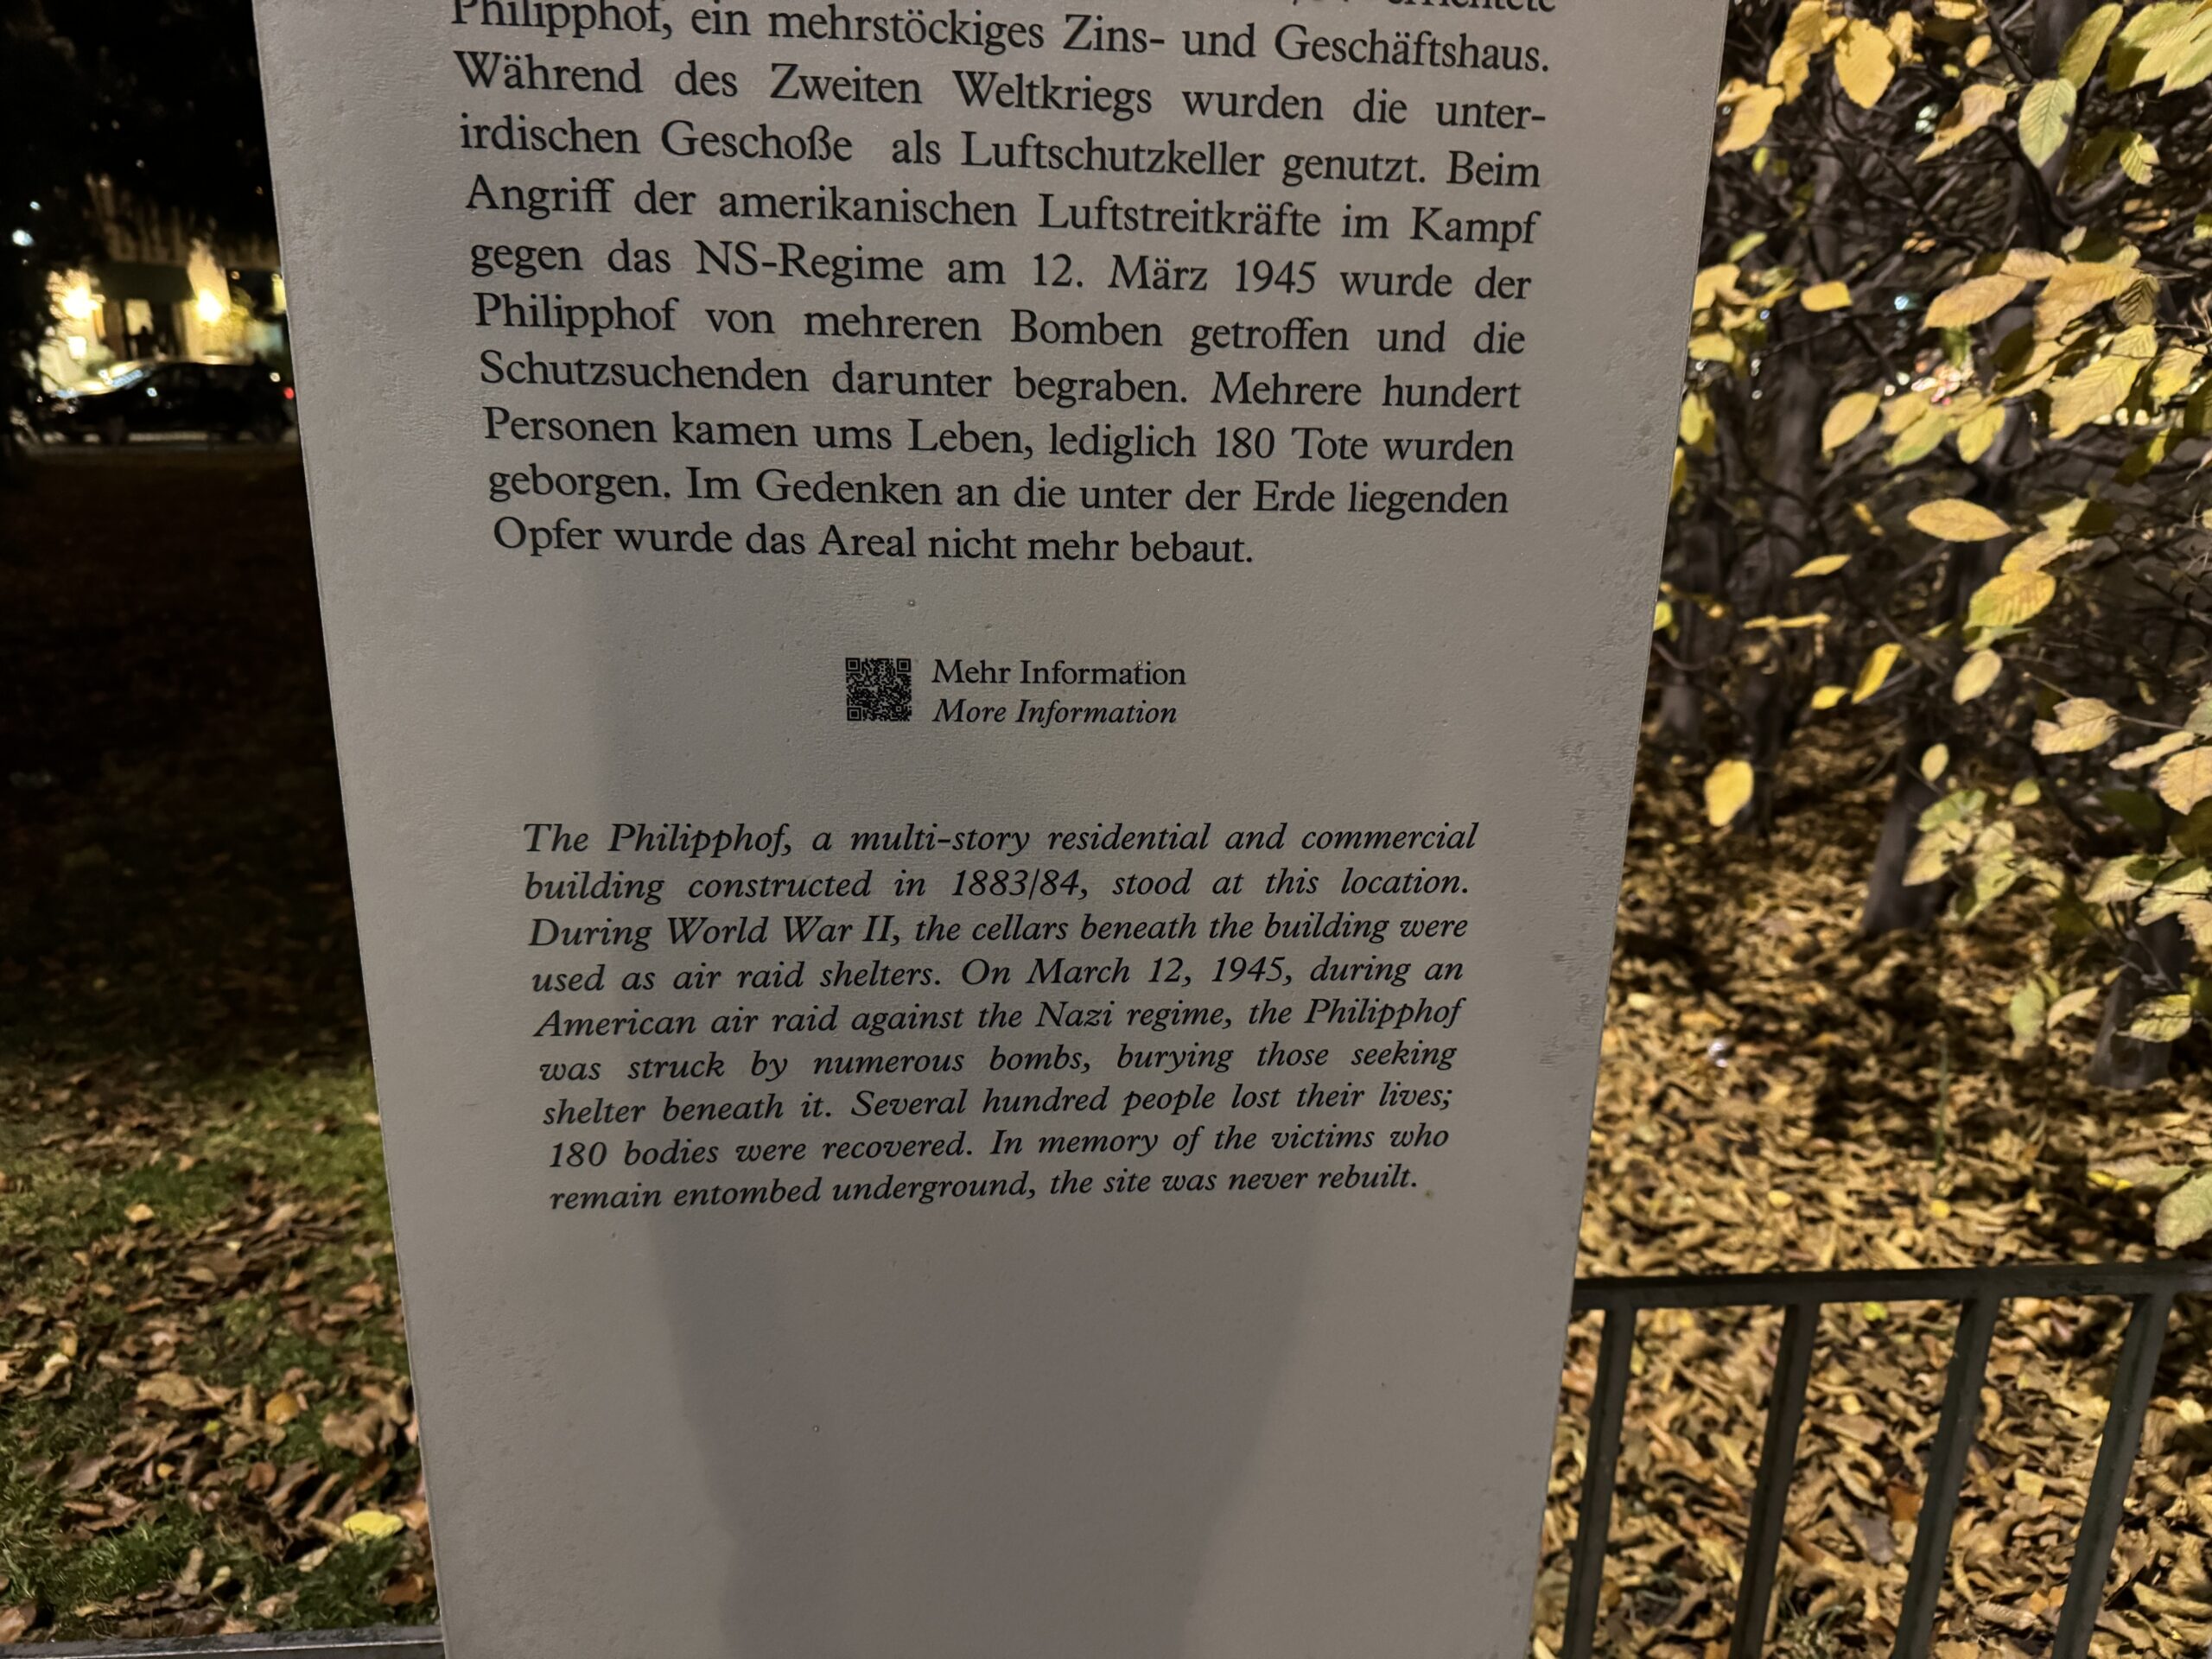 Philipphof, ein mehrstöckiges Zins- und Geschäftshaus.
Während des Zweiten Weltkriegs wurden die unter-
irdischen Geschoße als Luftschutzkeller genutzt. Beim
Angriff der amerikanischen Luftstreitkräfte im Kampf
gegen das NS-Regime am 12. März 1945 wurde der
Philipphof von mehreren Bomben getroffen und die
Schutzsuchenden darunter begraben. Mehrere hundert
Personen kamen ums Leben, lediglich 180 Tote wurden
geborgen. Im Gedenken an die unter der Erde liegenden
Opfer wurde das Areal nicht mehr bebaut.
Mehr Information
More Information
The Philipphof, a multi-story residential and commercial
building constructed in 1883/84, stood at this location.
During World War II, the cellars beneath the building were
used as air raid shelters. On March 12, 1945, during an
American air raid against the Nazi regime, the Philipphof
was struck by numerous bombs, burying those seeking
shelter beneath it. Several hundred people lost their lives;
180 bodies were recovered. In memory of the victims who
remain entombed underground, the site was never rebuilt.